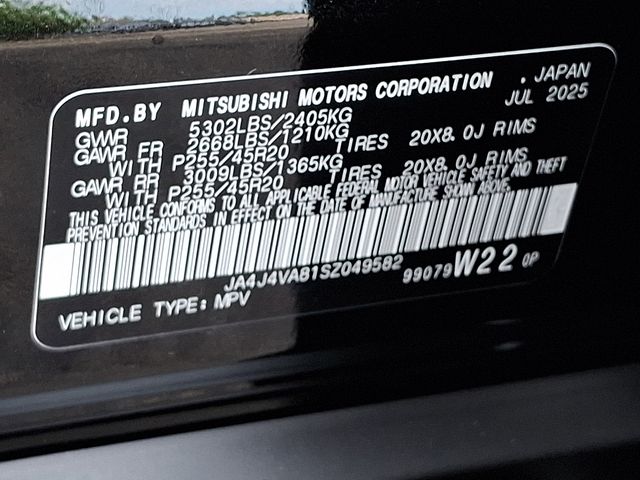 MFD.BY MITSUBISHI MOTORS CORPORATION . JAPAN
GVWR 5302LBS/2405KG JUL 2025
GAWR FR 2668LBS/1210KG
WITH P255/45R20 TIRES 20X8.0J RIMS
GAWR RR 3009LBS/1365KG
WITH P255/45R20 TIRES 20X8.0J RIMS
THIS VEHICLE CONFORMS TO ALL APPLICABLE FEDERAL MOTOR VEHICLE SAFETY AND THEFT
PREVENTION STANDARDS IN EFFECT ON THE DATE OF MANUFACTURE SHOWN ABOVE.
JA4J4VA81SZ049582
99079 W22 0P
VEHICLE TYPE: MPV